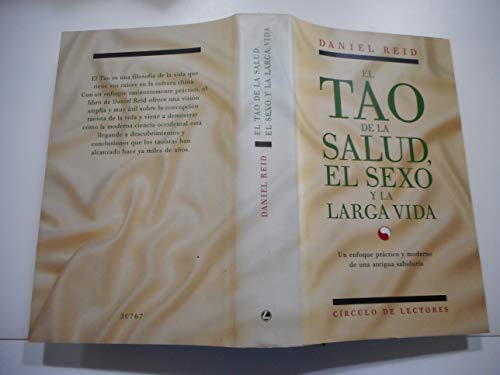 El Tao es una filosofía de la vida que
tiene sus raíces en la cultura china.
Con un enfoque eminentemente práctico, el
libro de Daniel Reid ofrece una visión
amplia y muy útil sobre la concepción
taoísta de la vida y viene a demostrar
cómo la moderna ciencia occidental está
llegando a descubrimientos y
conclusiones que los taoístas han
alcanzado hace ya miles de años.
30767
DANIEL REID
EL TAO DE LA SALUD,
EL SEXO Y LA LARGA VIDA
DANIEL REID
EL
TAO
DE LA
SALUD,
EL SEXO
Y LA
LARGA VIDA
Un enfoque práctico y moderno
de una antigua sabiduría
CÍRCULO DE LECTORES